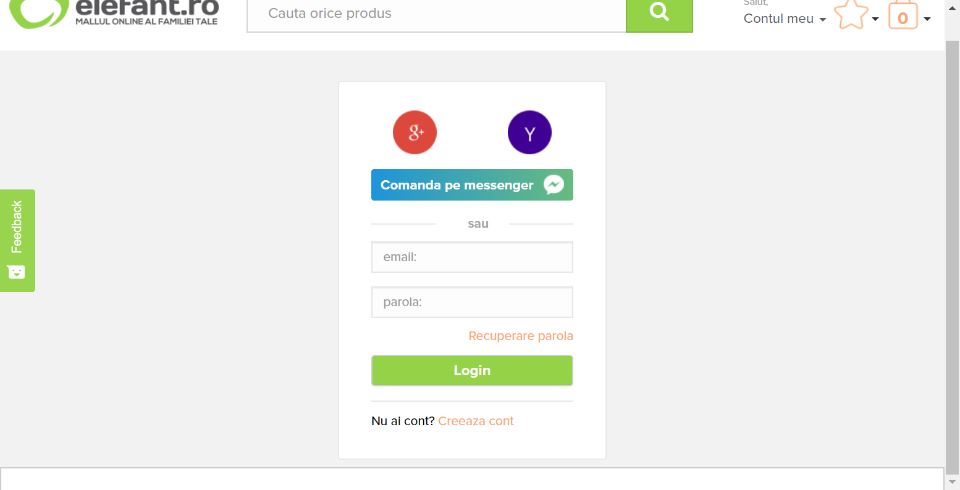 elefant.ro
MALLUL ONLINE AL FAMILIEI TALE
Cauta orice produs
Salut,
Contul meu
0
g+
Y
Comanda pe messenger
sau
email:
parola:
Recuperare parola
Login
Nu ai cont? Creeaza cont
Feedback